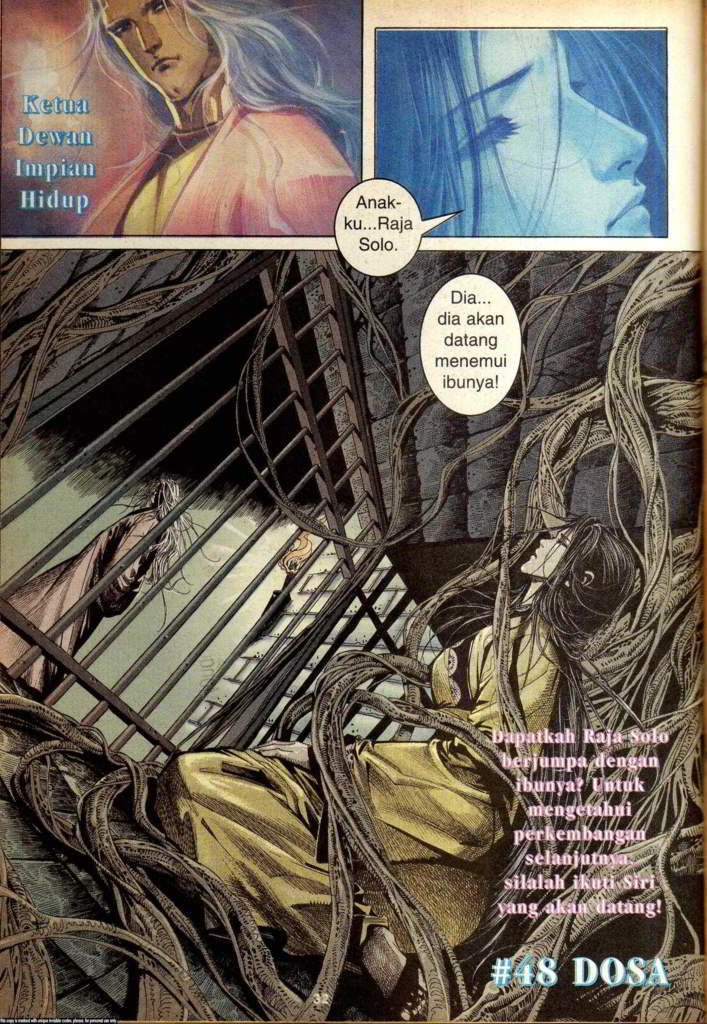 Ketua
Dewan
Impian
Hidup
Anak-
ku...Raja
Solo.
Dia...
dia akan
datang
menemui
ibunya!
Dapatkah Raja Solo
berjumpa dengan
ibunya? Untuk
mengetahui
perkembangan
selanjutnya,
silalah ikuti Siri
yang akan datang!
#48 DOSA
32